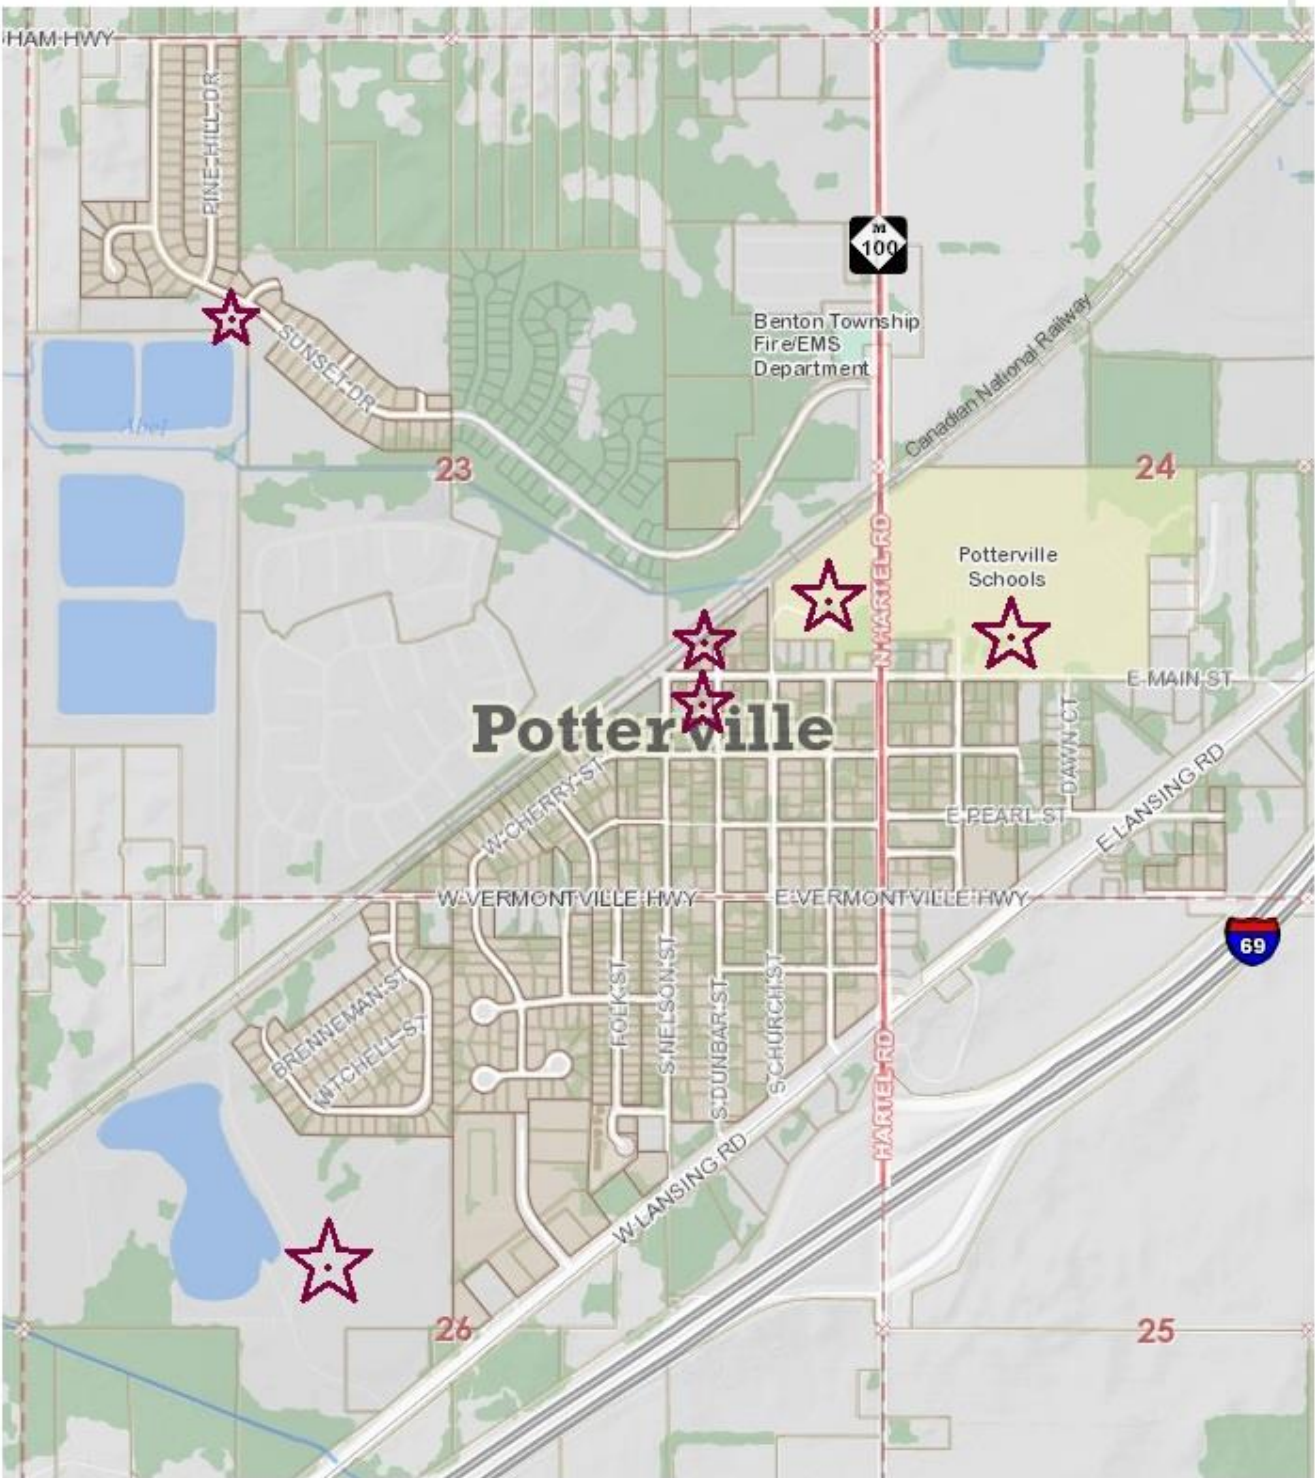 HAM HWY
PINE HILL DR
M
100
Benton Township
Fire/EMS
Department
Canadian National Railway
SUNSET DR
Abel
23
24
N HARTEL RD
Potterville
Schools
E MAIN ST
Potterville
DAWN CT
W CHERRY ST
E PEARL ST
E LANSING RD
W VERMONTVILLE HWY
E VERMONTVILLE HWY
69
BRENNEMAN ST
MITCHELL ST
FOLK ST
S NELSON ST
S DUNBAR ST
S CHURCH ST
HARTEL RD
W LANSING RD
26
25